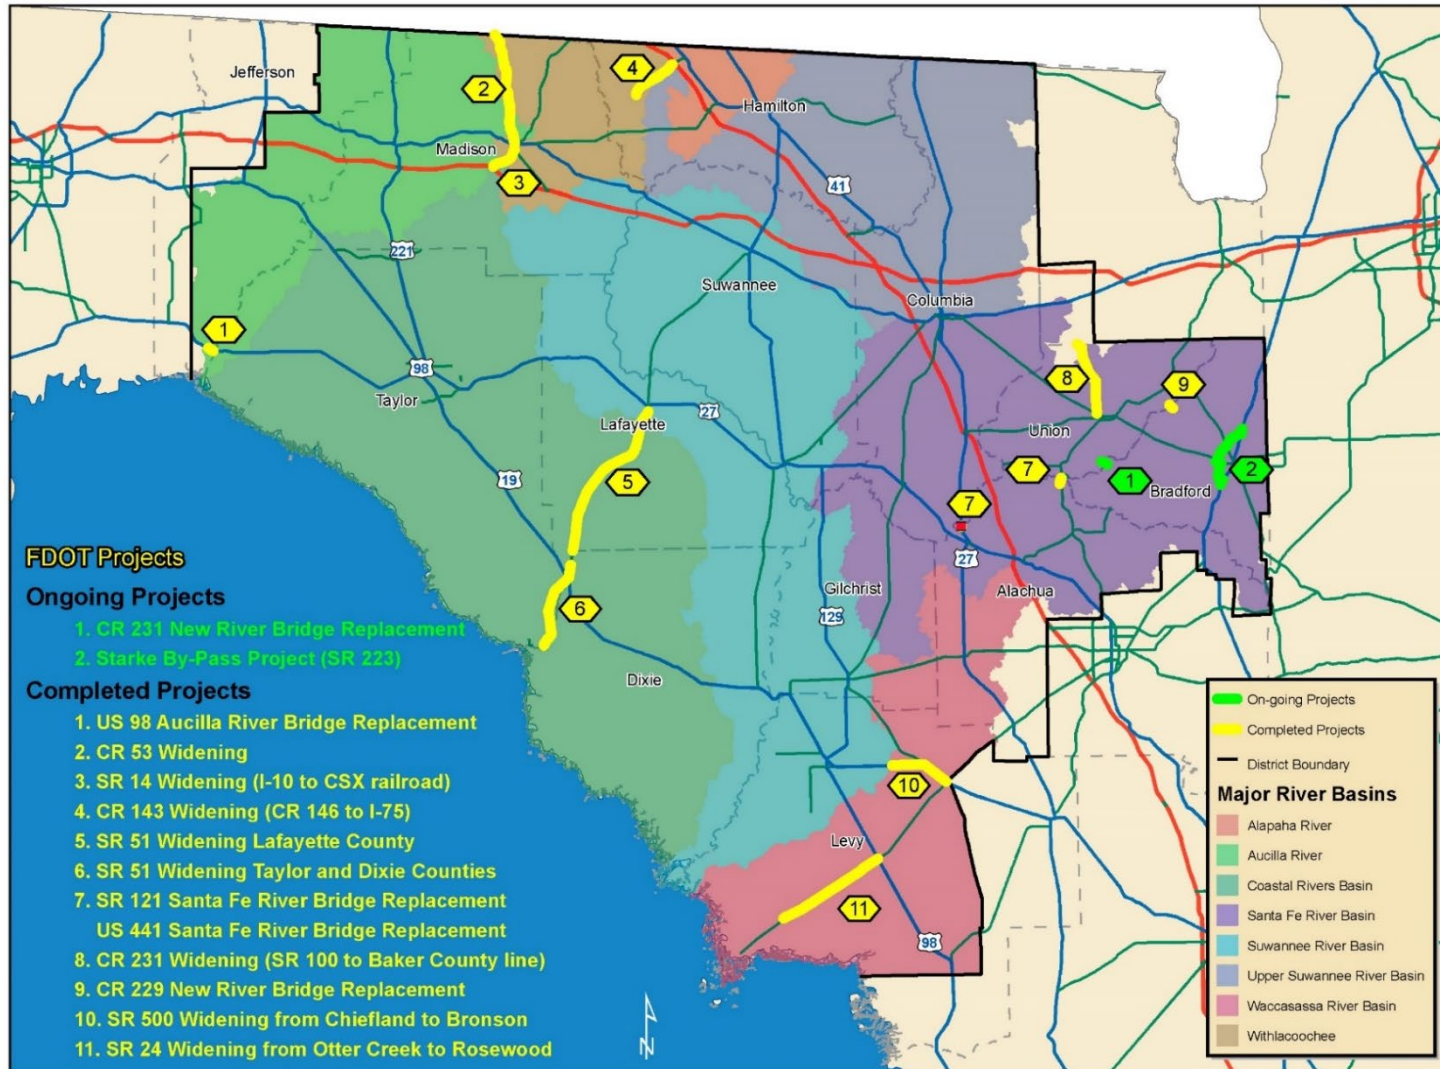 Jefferson
2
4
Hamilton
Madison
3
41
221
Suwannee
Columbia
1
98
Taylor
8
9
27
Lafayette
Union
5
7
7
1
2
Bradford
19
27
Gilchrist
Alachua
6
129
Dixie
10
Levy
11
98
FDOT Projects
Ongoing Projects
1. CR 231 New River Bridge Replacement
2. Starke By-Pass Project (SR 223)
Completed Projects
1. US 98 Aucilla River Bridge Replacement
2. CR 53 Widening
3. SR 14 Widening (I-10 to CSX railroad)
4. CR 143 Widening (CR 146 to I-75)
5. SR 51 Widening Lafayette County
6. SR 51 Widening Taylor and Dixie Counties
7. SR 121 Santa Fe River Bridge Replacement
US 441 Santa Fe River Bridge Replacement
8. CR 231 Widening (SR 100 to Baker County line)
9. CR 229 New River Bridge Replacement
10. SR 500 Widening from Chiefland to Bronson
11. SR 24 Widening from Otter Creek to Rosewood
N
On-going Projects
Completed Projects
District Boundary
Major River Basins
Alapaha River
Aucilla River
Coastal Rivers Basin
Santa Fe River Basin
Suwannee River Basin
Upper Suwannee River Basin
Waccasassa River Basin
Withlacoochee